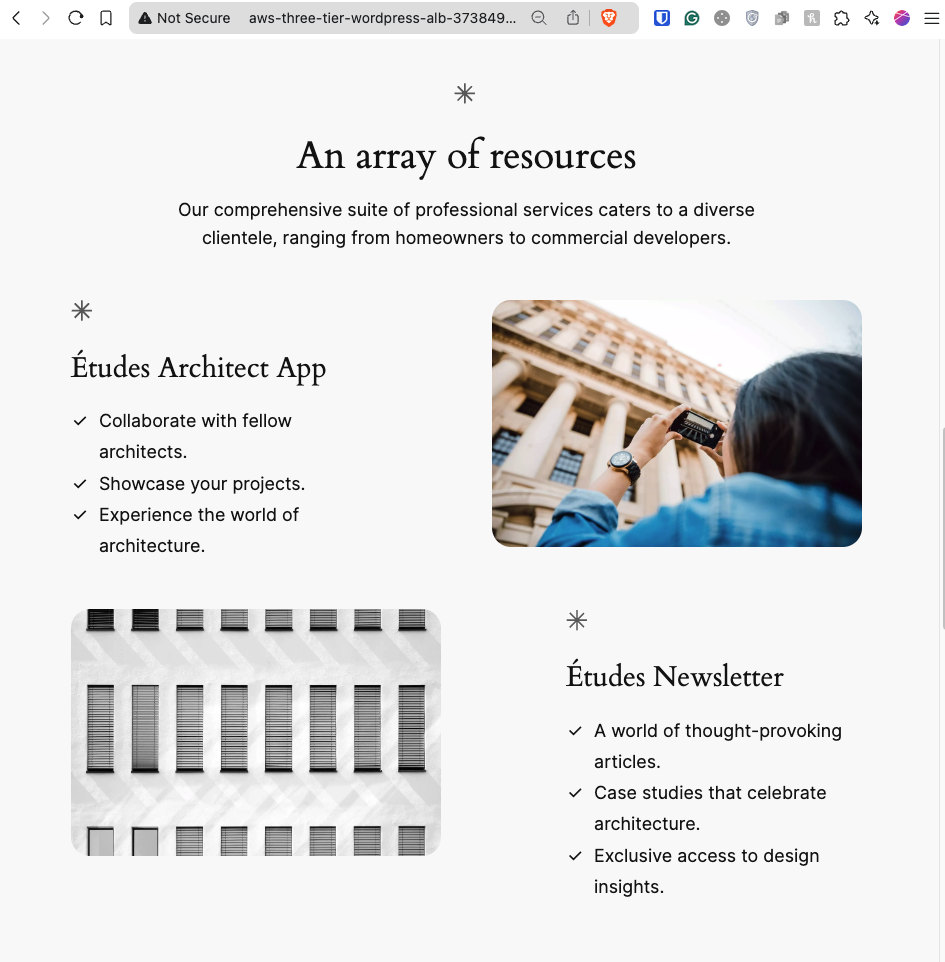 Not Secure aws-three-tier-wordpress-alb-373849...
An array of resources
Our comprehensive suite of professional services caters to a diverse
clientele, ranging from homeowners to commercial developers.
Études Architect App
Collaborate with fellow
architects.
Showcase your projects.
Experience the world of
architecture.
Études Newsletter
A world of thought-provoking
articles.
Case studies that celebrate
architecture.
Exclusive access to design
insights.